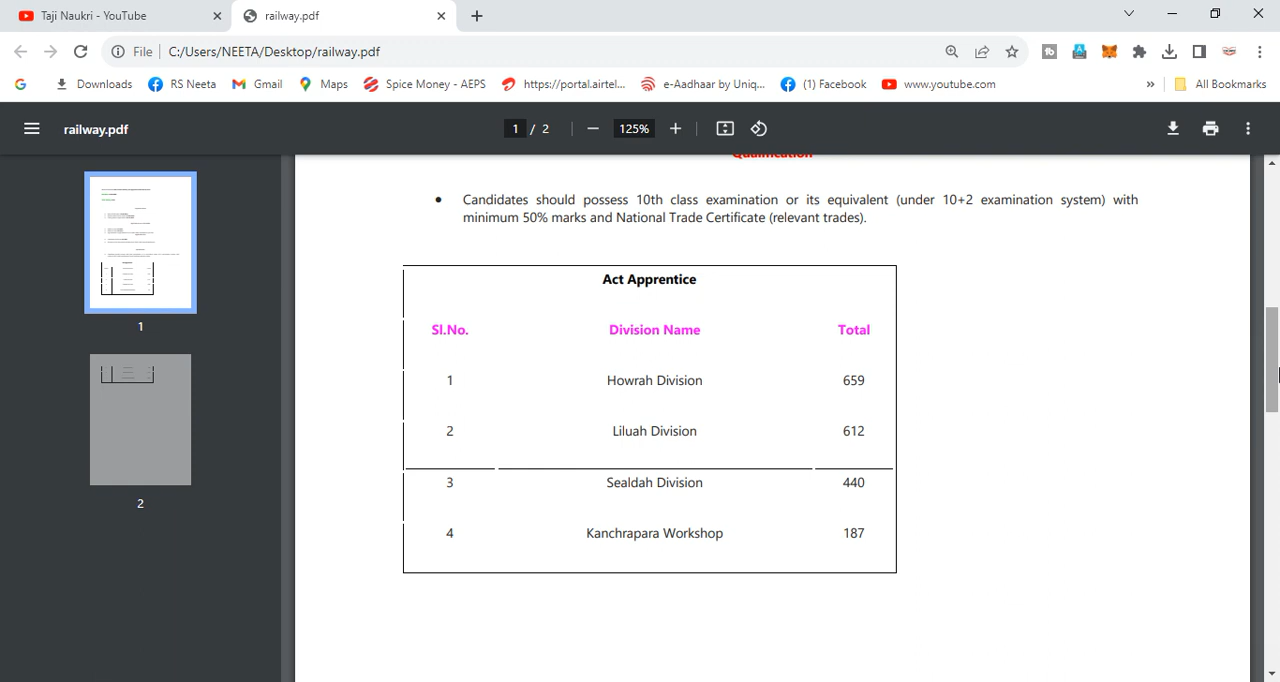 Taji Naukri - YouTube
railway.pdf
File
C:/Users/NEETA/Desktop/railway.pdf
Downloads
RS Neeta
Gmail
Maps
Spice Money - AEPS
https://portal.airtel...
e-Aadhaar by Uniq...
(1) Facebook
www.youtube.com
»
All Bookmarks
railway.pdf
1 / 2
125%
Qualification
• Candidates should possess 10th class examination or its equivalent (under 10+2 examination system) with
minimum 50% marks and National Trade Certificate (relevant trades).
Act Apprentice
Sl.No. Division Name Total
1 Howrah Division 659
2 Liluah Division 612
3 Sealdah Division 440
4 Kanchrapara Workshop 187
1
2